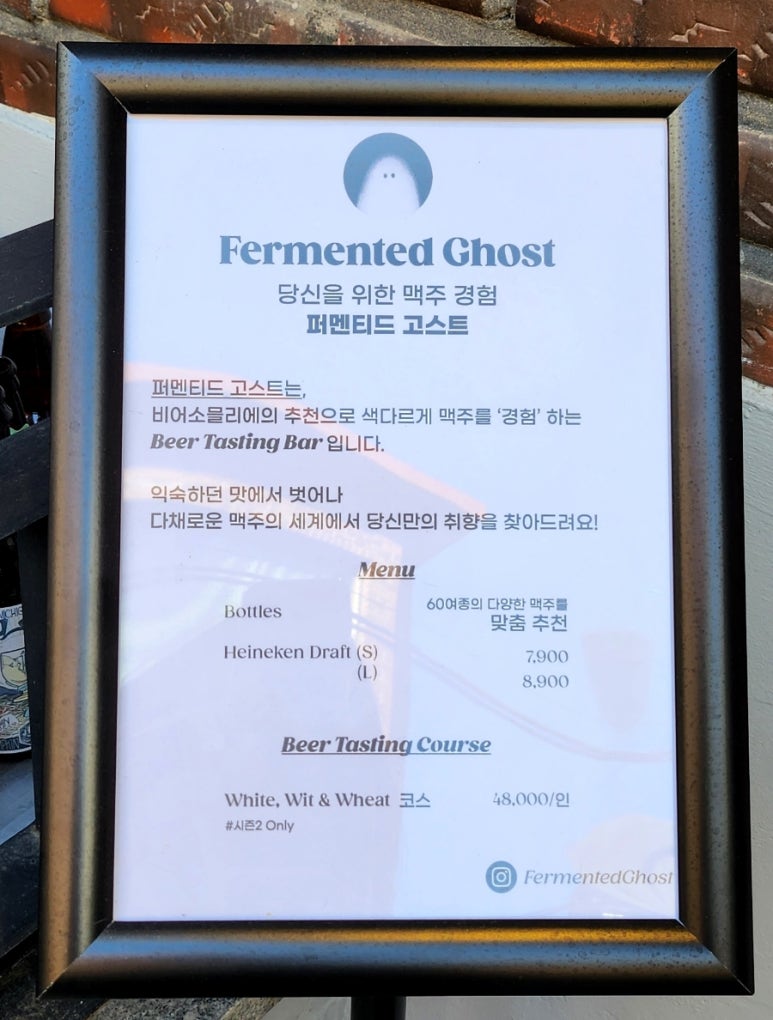 Fermented Ghost
당신을 위한 맥주 경험
퍼멘티드 고스트
퍼멘티드 고스트는,
비어소믈리에의 추천으로 색다르게 맥주를 ‘경험’ 하는
Beer Tasting Bar 입니다.
익숙하던 맛에서 벗어나
다채로운 맥주의 세계에서 당신만의 취향을 찾아드려요!
Menu
Bottles 60여종의 다양한 맥주를
맞춤 추천
Heineken Draft (S) 7,900
(L) 8,900
Beer Tasting Course
White, Wit & Wheat 코스 48,000/인
#시즌2 Only
FermentedGhost